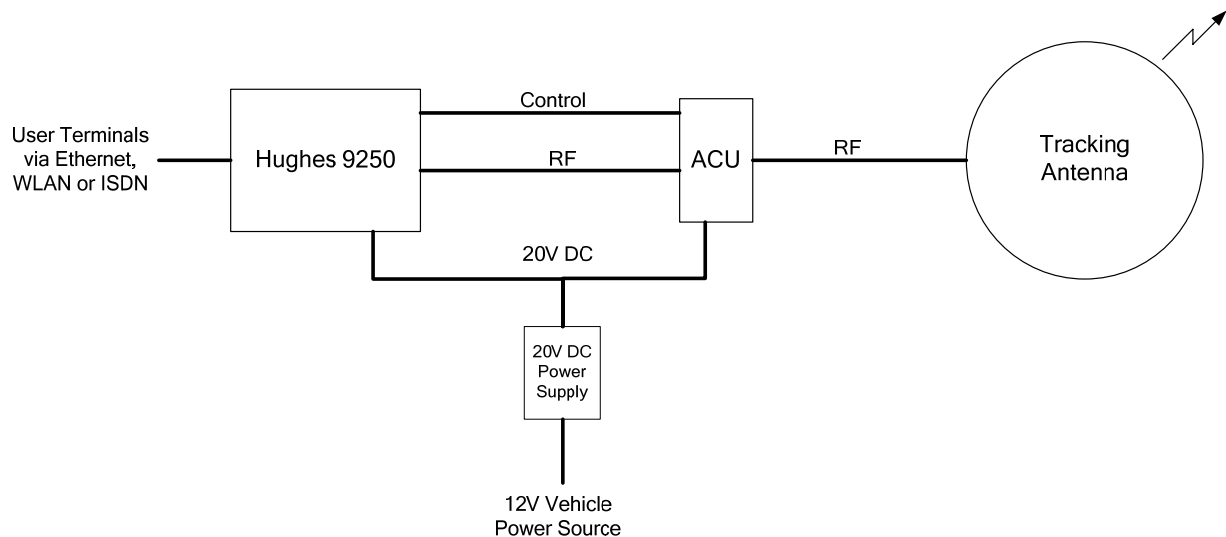 Control
User Terminals
via Ethernet,
WLAN or ISDN
Hughes 9250
RF
ACU
RF
Tracking
Antenna
20V DC
20V DC
Power
Supply
12V Vehicle
Power Source